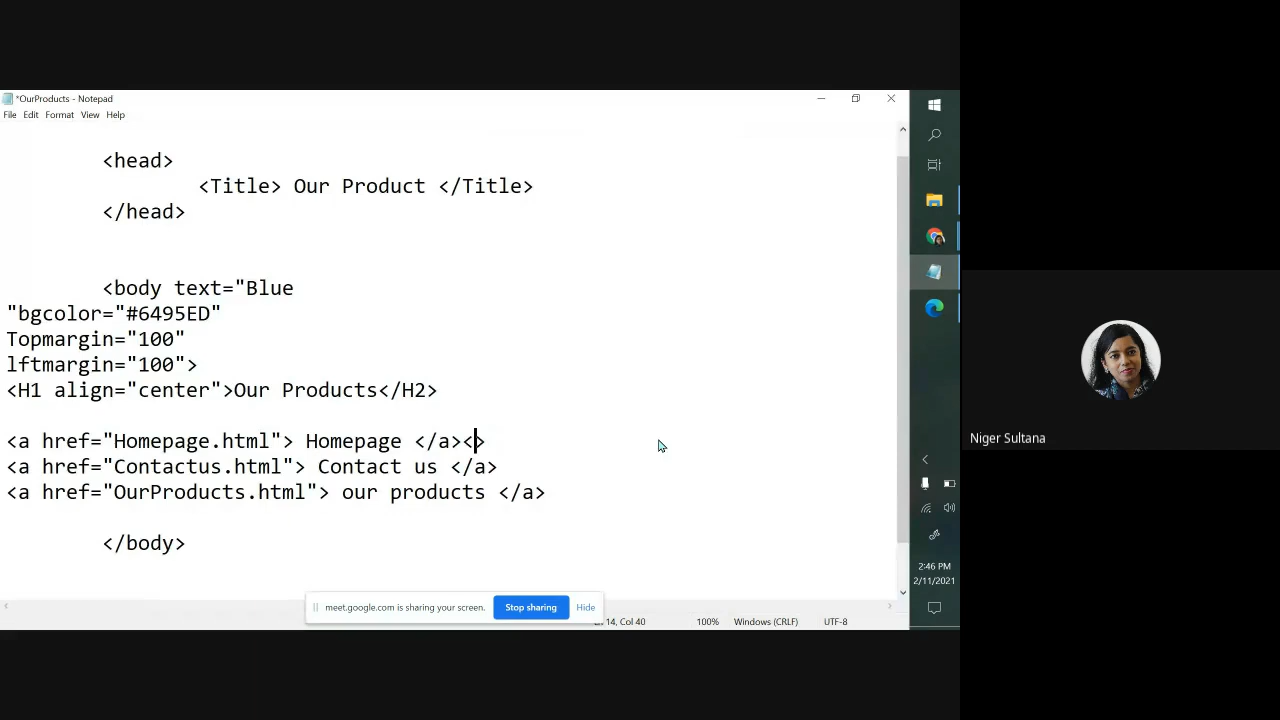 *OurProducts - Notepad
File Edit Format View Help
<head>
<Title> Our Product </Title>
</head>
<body text="Blue
"bgcolor="#6495ED"
Topmargin="100"
lftmargin="100">
<H1 align="center">Our Products</H2>
<a href="Homepage.html"> Homepage </a><>
<a href="Contactus.html"> Contact us </a>
<a href="OurProducts.html"> our products </a>
</body>
meet.google.com is sharing your screen. Stop sharing Hide
14, Col 40 100% Windows (CRLF) UTF-8
2:46 PM
2/11/2021
Niger Sultana